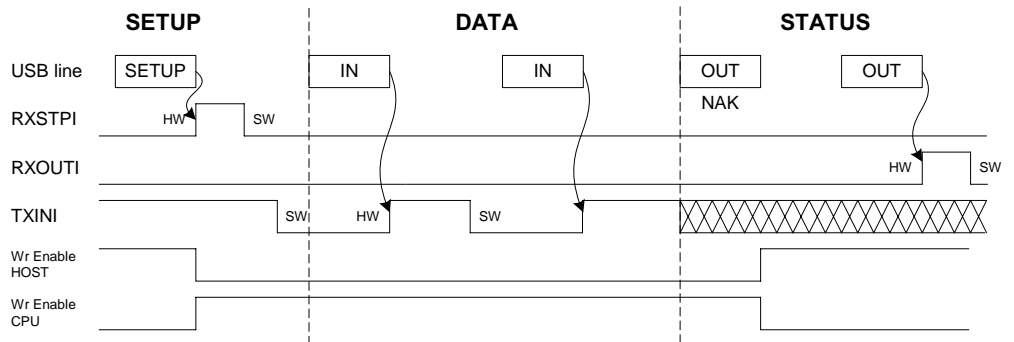 SETUP DATA STATUS
USB line SETUP IN IN OUT OUT
NAK
RXSTPI HW SW
RXOUTI HW SW
TXINI SW HW SW
Wr Enable
HOST
Wr Enable
CPU